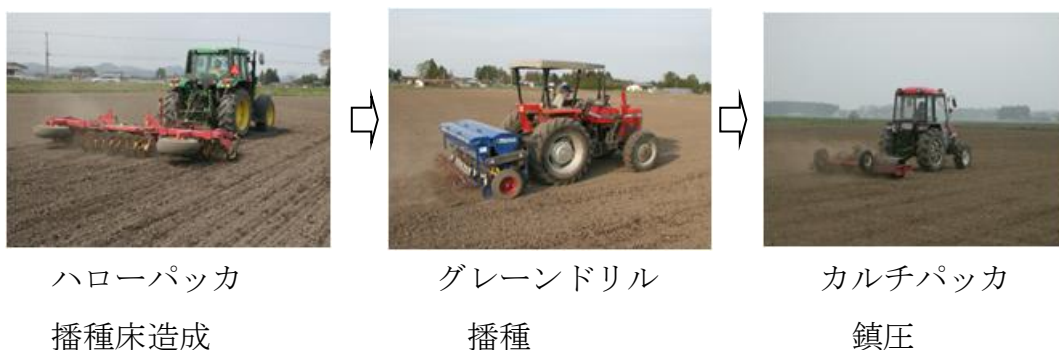 ハローパッカ
播種床造成
グレーンドリル
播種
カルチパッカ
鎮圧